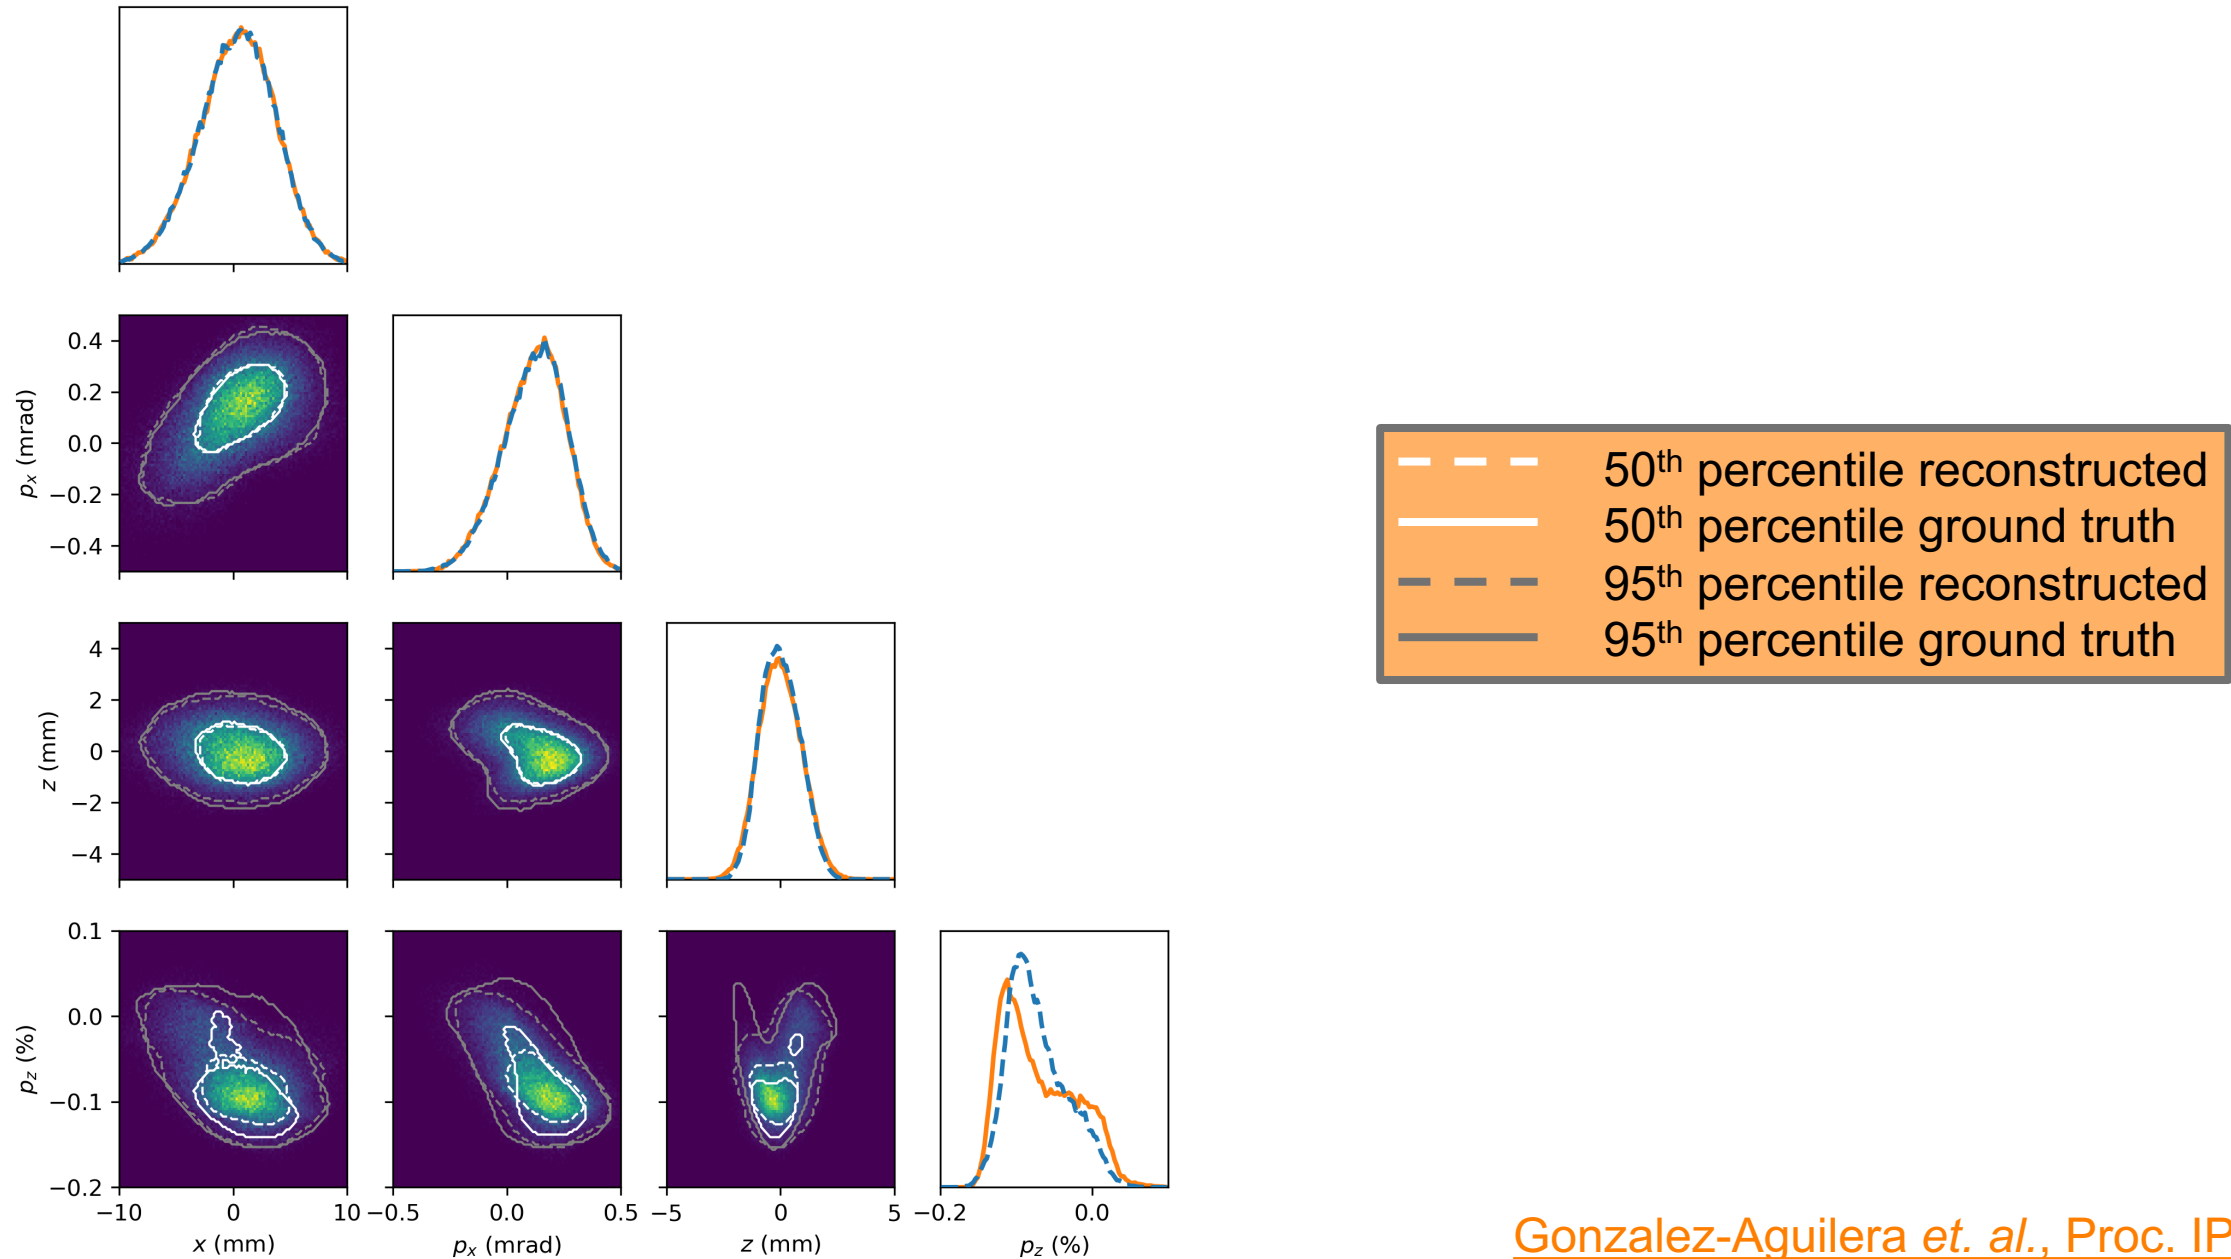 0.4
0.2
0.0
−0.2
−0.4
pₓ (mrad)
4
2
0
−2
−4
z (mm)
0.1
0.0
−0.1
−0.2
p_z (%)
−10 0 10 −0.5 0.0 0.5 −5 0 5 −0.2 0.0
x (mm) pₓ (mrad) z (mm) p_z (%)
50th percentile reconstructed
50th percentile ground truth
95th percentile reconstructed
95th percentile ground truth
Gonzalez-Aguilera et. al., Proc. IP